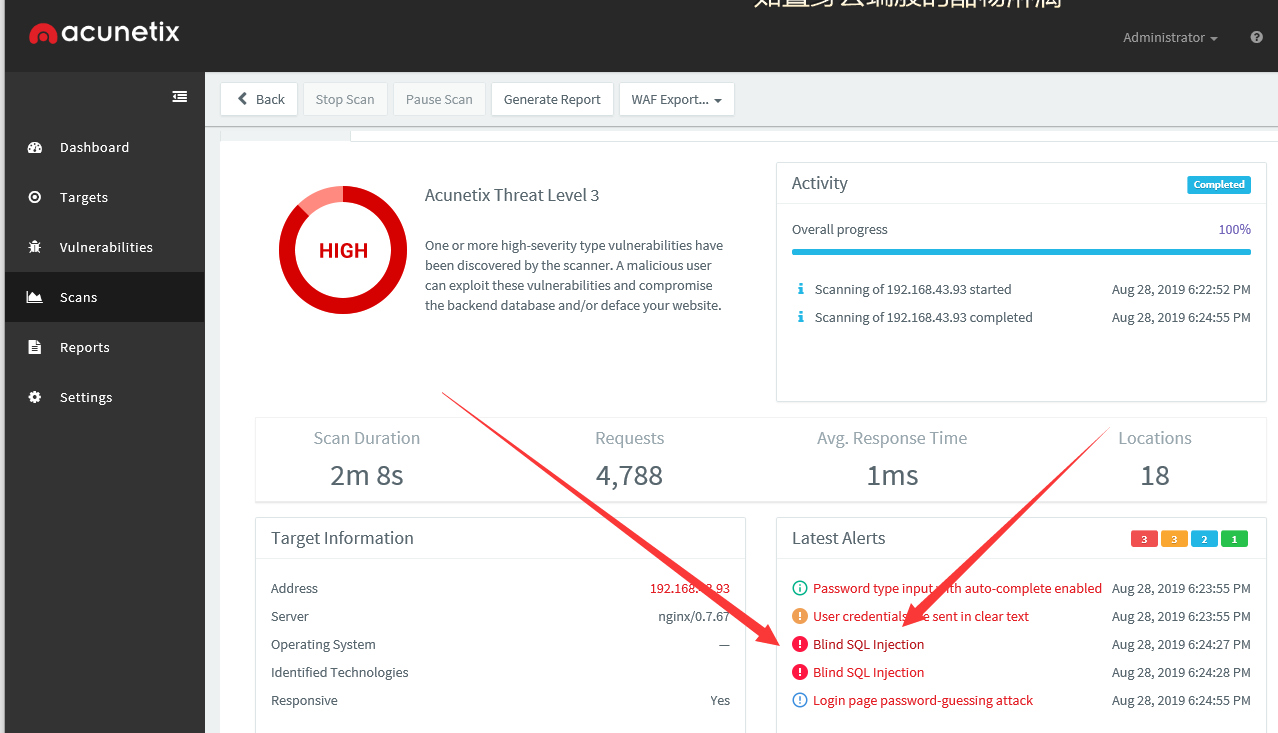 acunetix
Administrator
Back
Stop Scan
Pause Scan
Generate Report
WAF Export...
Dashboard
Targets
Vulnerabilities
Scans
Reports
Settings
HIGH
Acunetix Threat Level 3
One or more high-severity type vulnerabilities have
been discovered by the scanner. A malicious user
can exploit these vulnerabilities and compromise
the backend database and/or deface your website.
Activity
Completed
Overall progress 100%
Scanning of 192.168.43.93 started Aug 28, 2019 6:22:52 PM
Scanning of 192.168.43.93 completed Aug 28, 2019 6:24:55 PM
Scan Duration
2m 8s
Requests
4,788
Avg. Response Time
1ms
Locations
18
Target Information
Address 192.168.43.93
Server nginx/0.7.67
Operating System —
Identified Technologies
Responsive Yes
Latest Alerts 3 3 2 1
Password type input with auto-complete enabled Aug 28, 2019 6:23:55 PM
User credentials are sent in clear text Aug 28, 2019 6:23:55 PM
Blind SQL Injection Aug 28, 2019 6:24:27 PM
Blind SQL Injection Aug 28, 2019 6:24:28 PM
Login page password-guessing attack Aug 28, 2019 6:24:55 PM